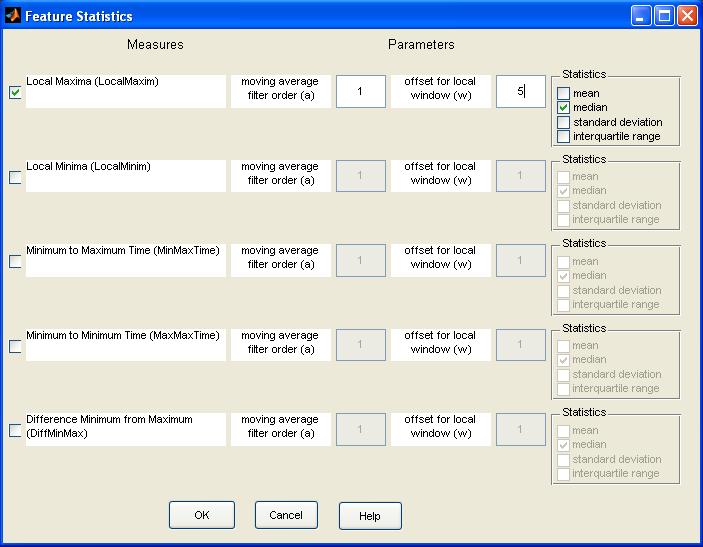 Feature Statistics
Measures
Parameters
Local Maxima (LocalMaxim)
moving average
filter order (a)
1
offset for local
window (w)
5
Statistics
mean
median
standard deviation
interquartile range
Local Minima (LocalMinim)
moving average
filter order (a)
1
offset for local
window (w)
1
Statistics
mean
median
standard deviation
interquartile range
Minimum to Maximum Time (MinMaxTime)
moving average
filter order (a)
1
offset for local
window (w)
1
Statistics
mean
median
standard deviation
interquartile range
Minimum to Minimum Time (MaxMaxTime)
moving average
filter order (a)
1
offset for local
window (w)
1
Statistics
mean
median
standard deviation
interquartile range
Difference Minimum from Maximum
(DiffMinMax)
moving average
filter order (a)
1
offset for local
window (w)
1
Statistics
mean
median
standard deviation
interquartile range
OK
Cancel
Help